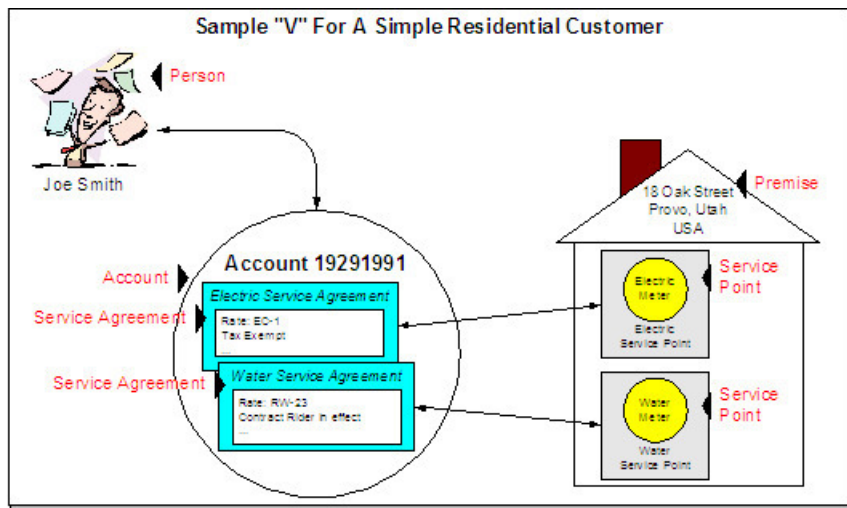 Sample "V" For A Simple Residential Customer
Person
Joe Smith
18 Oak Street
Provo, Utah
USA
Premise
Account 19291991
Account
Electric Service Agreement
Service Agreement
Rate: EC-1
Tax Exempt
...
Water Service Agreement
Service Agreement
Rate: RW-23
Contract Rider in effect
...
Electric
Meter
Electric
Service Point
Service
Point
Water
Meter
Water
Service Point
Service
Point